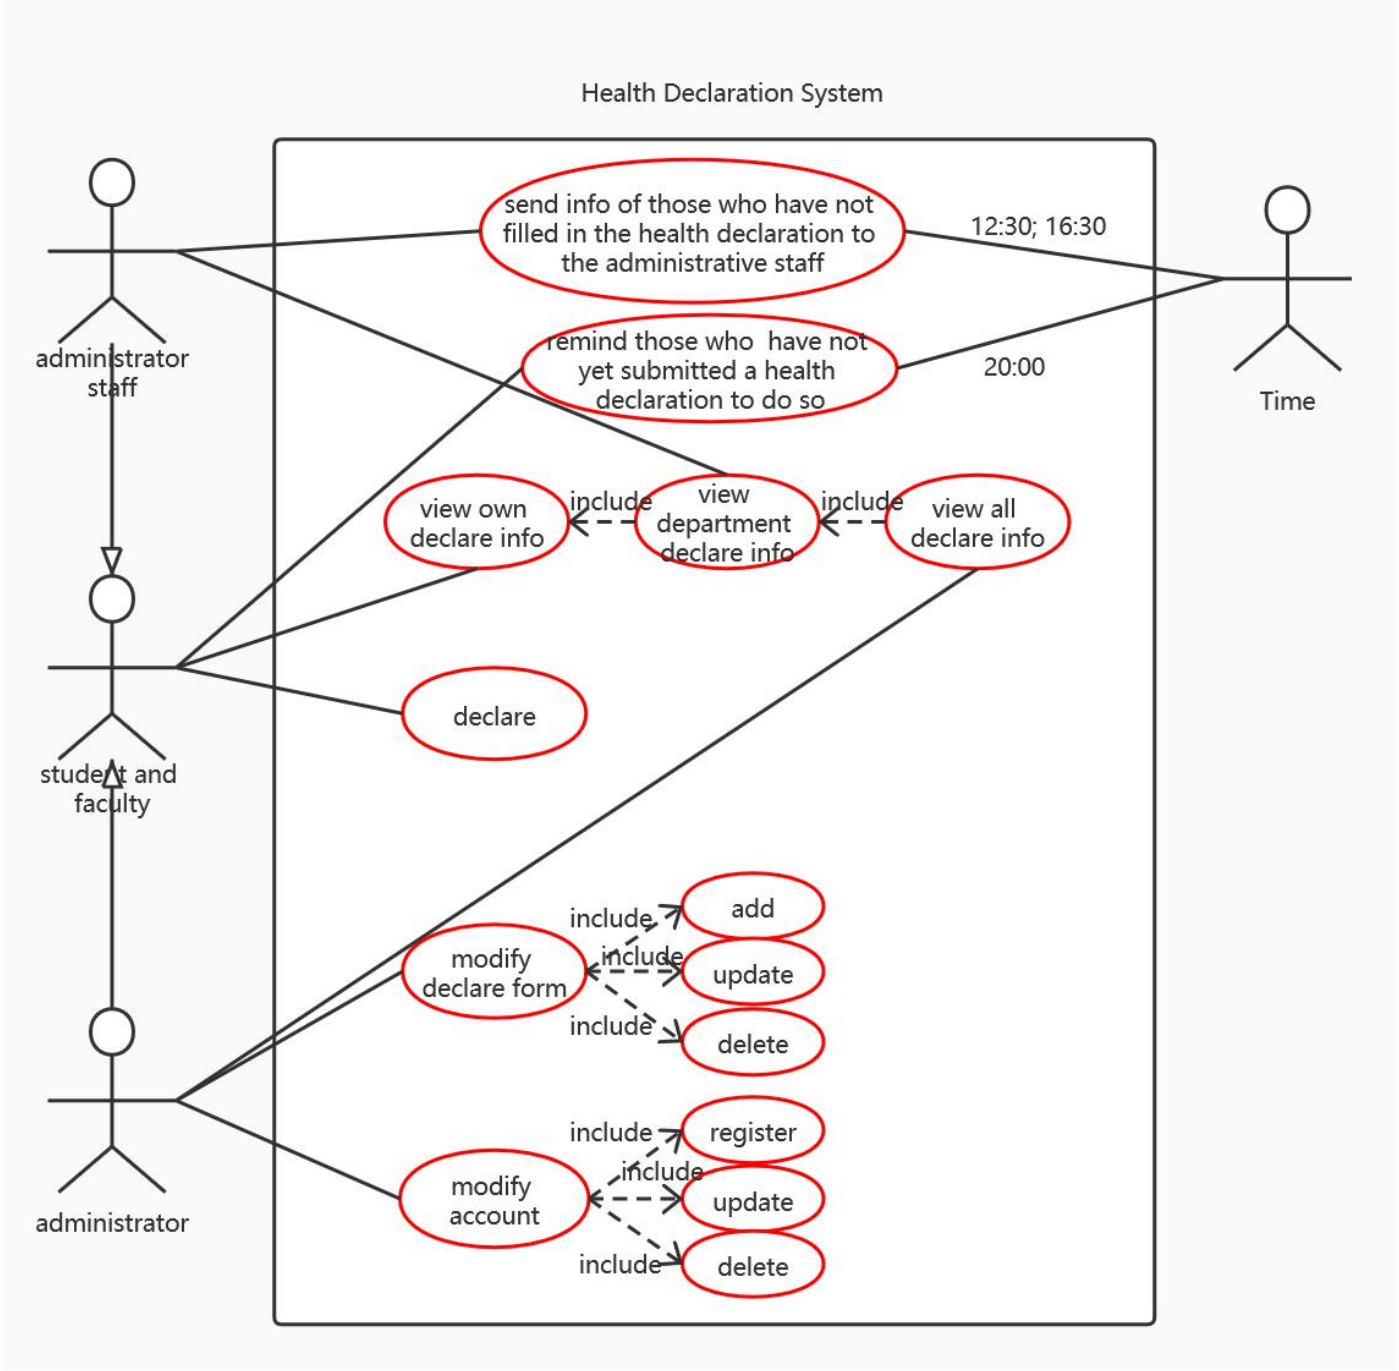 Health Declaration System
send info of those who have not
filled in the health declaration to
the administrative staff
12:30; 16:30
administrator
staff
remind those who have not
yet submitted a health
declaration to do so
20:00
Time
view own
declare info
include
view
department
declare info
include
view all
declare info
declare
student and
faculty
modify
declare form
include
include
include
add
update
delete
administrator
modify
account
include
include
include
register
update
delete